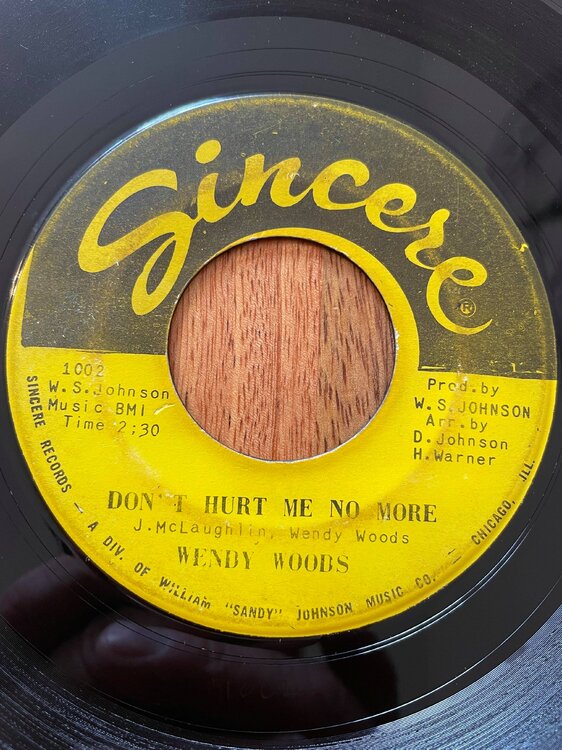 Sincere
®
1002
W.S.Johnson
Music BMI
Time 2;30
Prod.by
W.S.JOHNSON
Arr.by
D.Johnson
H.Warner
DON'T HURT ME NO MORE
J.McLaughlin, Wendy Woods
WENDY WOODS
SINCERE RECORDS — A DIV. OF WILLIAM "SANDY" JOHNSON MUSIC CO. — CHICAGO, ILL.